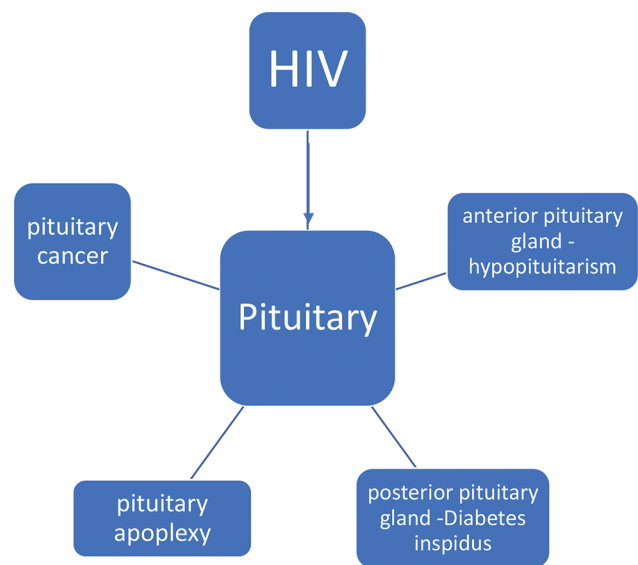 HIV
pituitary
cancer
anterior pituitary
gland -
hypopituitarism
Pituitary
pituitary
apoplexy
posterior pituitary
gland -Diabetes
inspidus